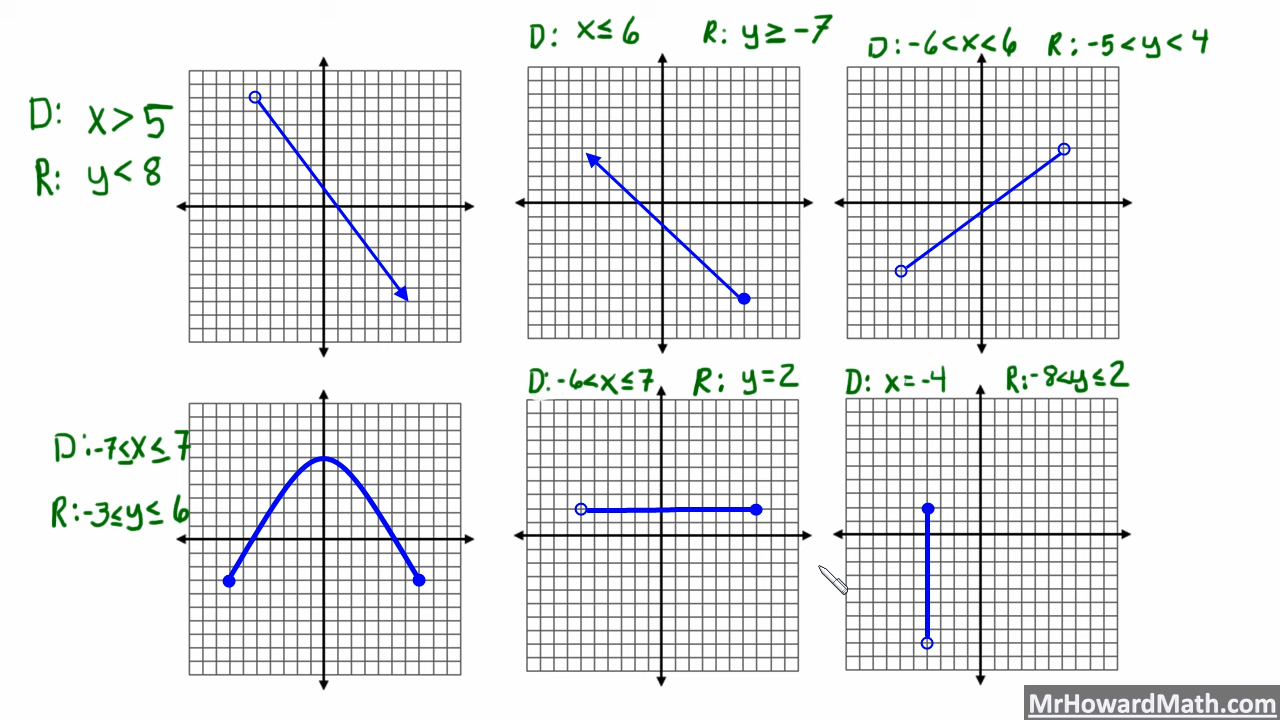 D: x > 5
R: y < 8
D: x ≤ 6 R: y ≥ -7
D: -6 < x < 6 R: -5 < y < 4
D: -7 ≤ x ≤ 7
R: -3 ≤ y ≤ 6
D: -6 < x ≤ 7 R: y = 2
D: x = -4 R: -8 < y ≤ 2
MrHowardMath.com